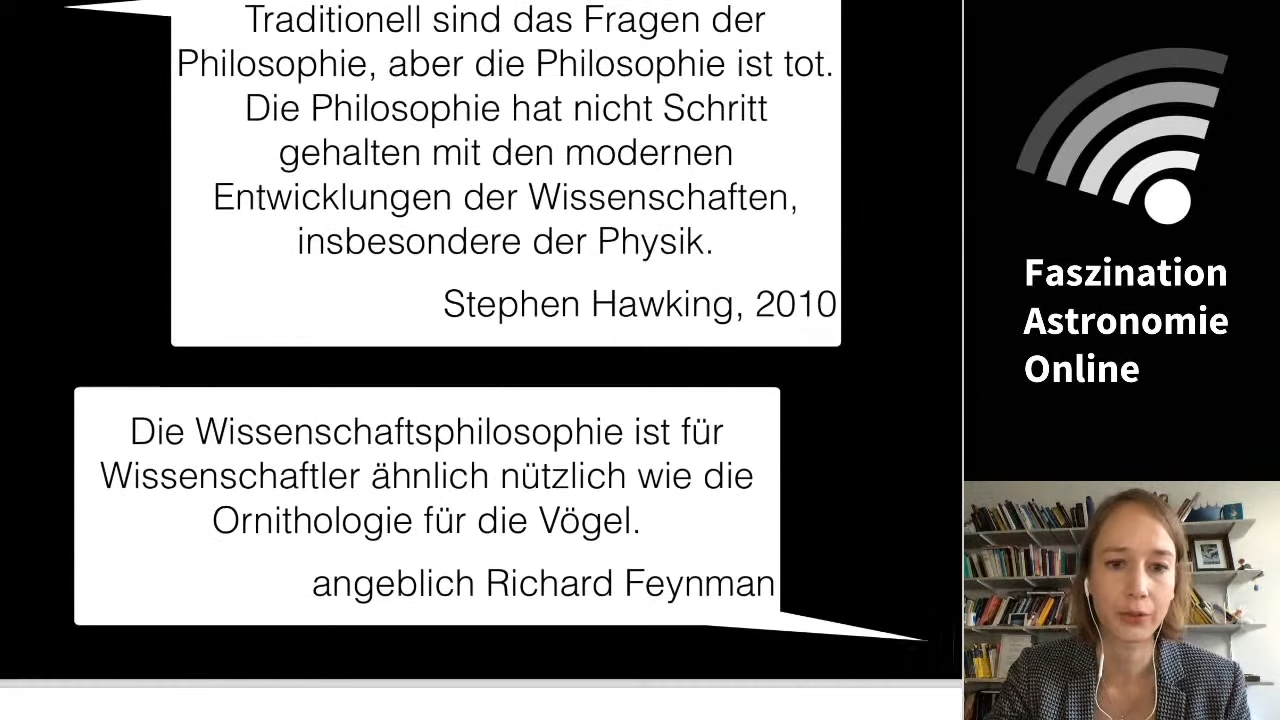 Traditionell sind das Fragen der
Philosophie, aber die Philosophie ist tot.
Die Philosophie hat nicht Schritt
gehalten mit den modernen
Entwicklungen der Wissenschaften,
insbesondere der Physik.
Stephen Hawking, 2010
Die Wissenschaftsphilosophie ist für
Wissenschaftler ähnlich nützlich wie die
Ornithologie für die Vögel.
angeblich Richard Feynman
Faszination
Astronomie
Online